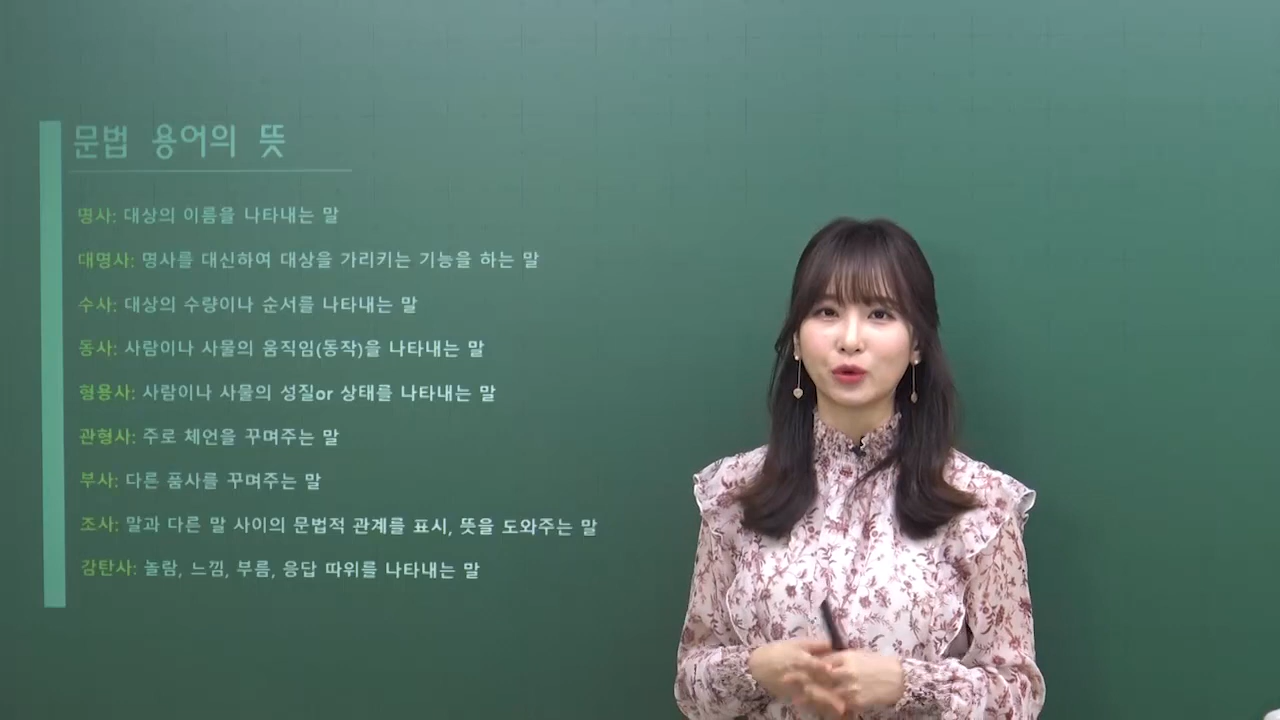 문법 용어의 뜻
명사: 대상의 이름을 나타내는 말
대명사: 명사를 대신하여 대상을 가리키는 기능을 하는 말
수사: 대상의 수량이나 순서를 나타내는 말
동사: 사람이나 사물의 움직임(동작)을 나타내는 말
형용사: 사람이나 사물의 성질or 상태를 나타내는 말
관형사: 주로 체언을 꾸며주는 말
부사: 다른 품사를 꾸며주는 말
조사: 말과 다른 말 사이의 문법적 관계를 표시, 뜻을 도와주는 말
감탄사: 놀람, 느낌, 부름, 응답 따위를 나타내는 말